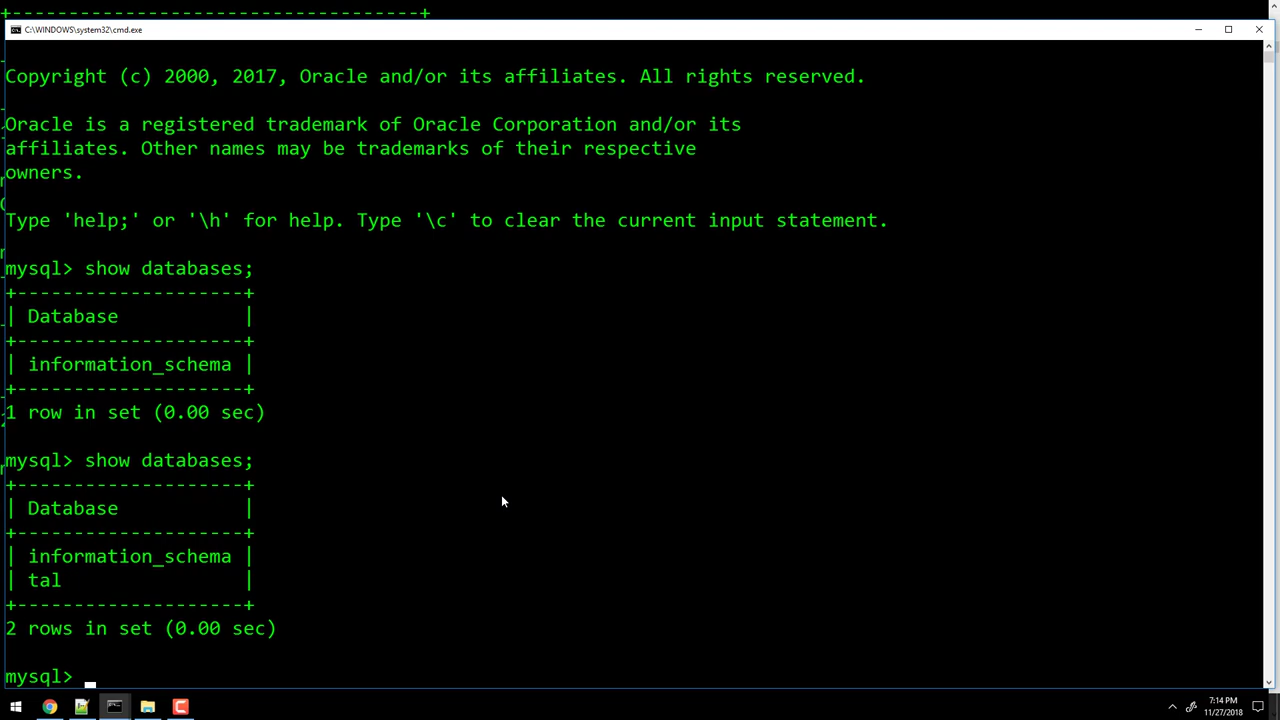 +-------------------------------------+
C:\WINDOWS\system32\cmd.exe
Copyright (c) 2000, 2017, Oracle and/or its affiliates. All rights reserved.
Oracle is a registered trademark of Oracle Corporation and/or its
affiliates. Other names may be trademarks of their respective
owners.
Type 'help;' or '\h' for help. Type '\c' to clear the current input statement.
mysql> show databases;
+--------------------+
| Database           |
+--------------------+
| information_schema |
+--------------------+
1 row in set (0.00 sec)
mysql> show databases;
+--------------------+
| Database           |
+--------------------+
| information_schema |
| tal                |
+--------------------+
2 rows in set (0.00 sec)
mysql>
7:14 PM
11/27/2018